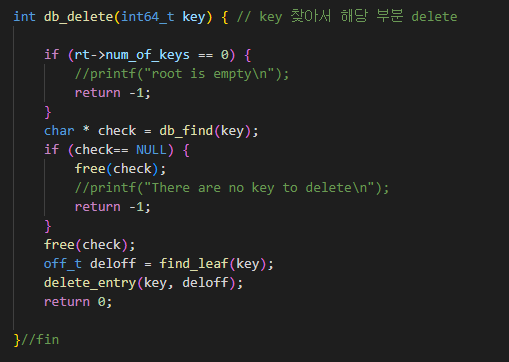 int db_delete(int64_t key) { // key 찾아서 해당 부분 delete
if (rt->num_of_keys == 0) {
//printf("root is empty\n");
return -1;
}
char * check = db_find(key);
if (check== NULL) {
free(check);
//printf("There are no key to delete\n");
return -1;
}
free(check);
off_t deloff = find_leaf(key);
delete_entry(key, deloff);
return 0;
}//fin